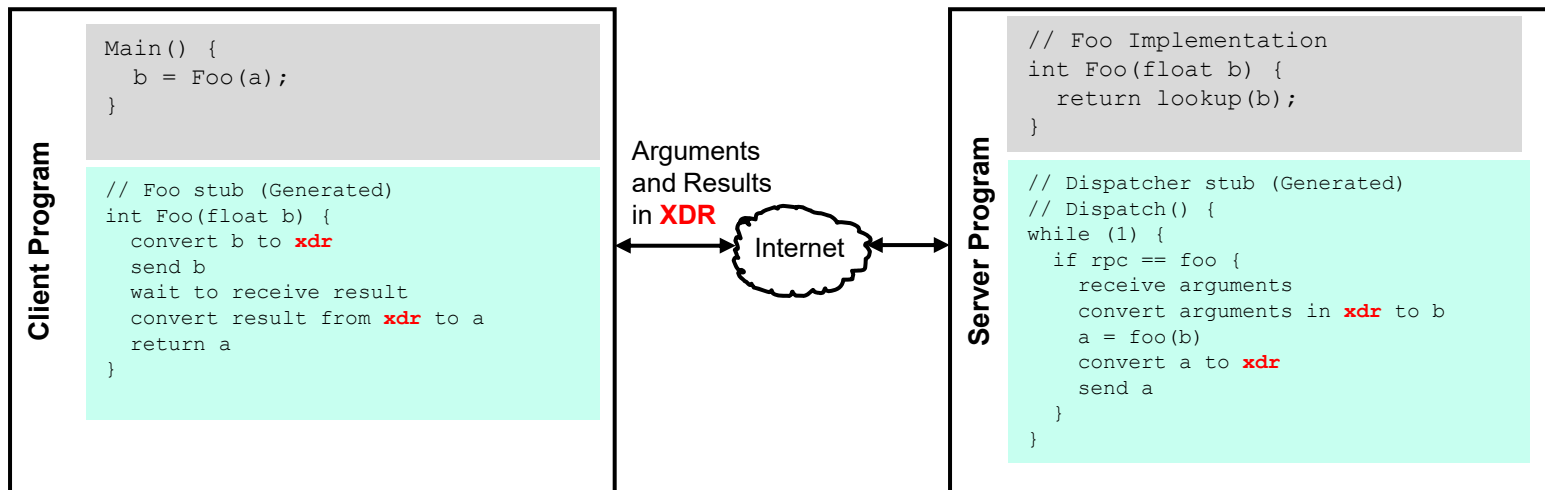 Client Program
Main() {
  b = Foo(a);
}
// Foo stub (Generated)
int Foo(float b) {
  convert b to xdr
  send b
  wait to receive result
  convert result from xdr to a
  return a
}
Arguments
and Results
in XDR
Internet
Server Program
// Foo Implementation
int Foo(float b) {
  return lookup(b);
}
// Dispatcher stub (Generated)
// Dispatch() {
while (1) {
  if rpc == foo {
    receive arguments
    convert arguments in xdr to b
    a = foo(b)
    convert a to xdr
    send a
  }
}